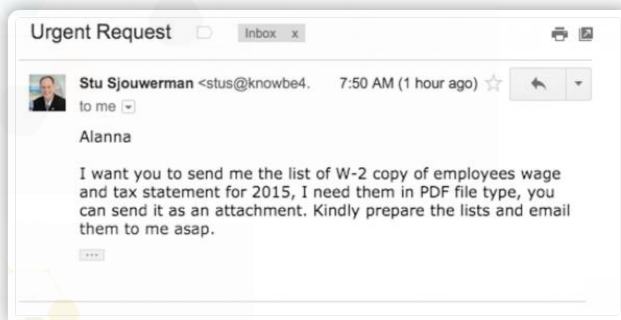 Urgent Request Inbox x
Stu Sjouwerman <stus@knowbe4. 7:50 AM (1 hour ago)
to me
Alanna
I want you to send me the list of W-2 copy of employees wage
and tax statement for 2015, I need them in PDF file type, you
can send it as an attachment. Kindly prepare the lists and email
them to me asap.